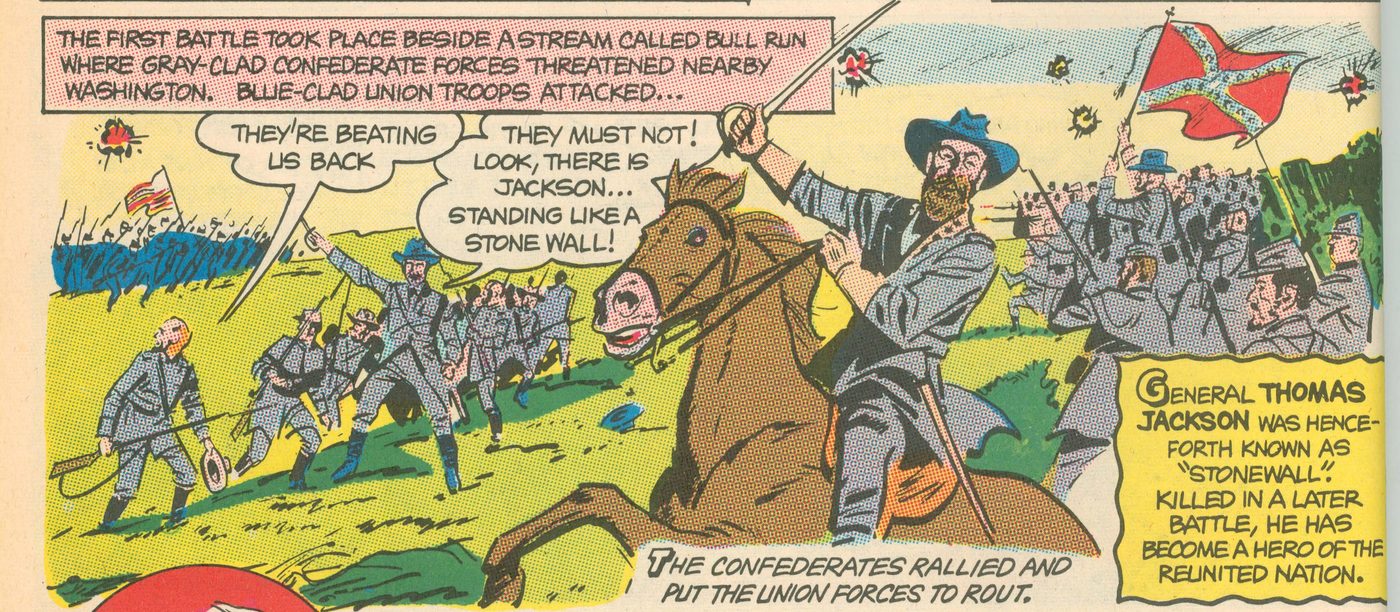 THE FIRST BATTLE TOOK PLACE BESIDE A STREAM CALLED BULL RUN
WHERE GRAY-CLAD CONFEDERATE FORCES THREATENED NEARBY
WASHINGTON. BLUE-CLAD UNION TROOPS ATTACKED...
THEY'RE BEATING
US BACK
THEY MUST NOT!
LOOK, THERE IS
JACKSON...
STANDING LIKE A
STONE WALL!
GENERAL THOMAS
JACKSON WAS HENCE-
FORTH KNOWN AS
"STONEWALL".
KILLED IN A LATER
BATTLE, HE HAS
BECOME A HERO OF THE
REUNITED NATION.
THE CONFEDERATES RALLIED AND
PUT THE UNION FORCES TO ROUT.